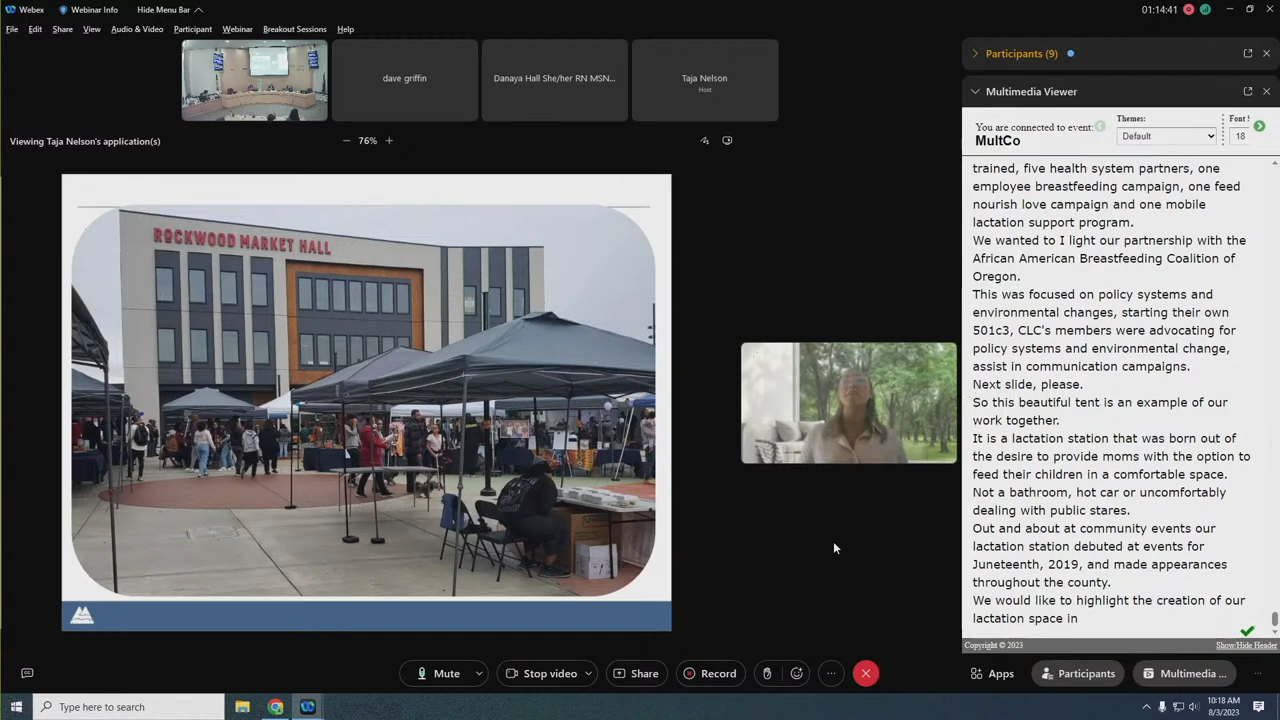 Webex
Webinar Info
Hide Menu Bar
01:14:41
File
Edit
Share
View
Audio & Video
Participant
Webinar
Breakout Sessions
Help
dave griffin
Danaya Hall She/her RN MSN...
Taja Nelson
Host
Viewing Taja Nelson's application(s)
76%
ROCKWOOD MARKET HALL
Participants (9)
Multimedia Viewer
You are connected to event:
MultCo
Themes:
Default
Font S
18
trained, five health system partners, one
employee breastfeeding campaign, one feed
nourish love campaign and one mobile
lactation support program.
We wanted to I light our partnership with the
African American Breastfeeding Coalition of
Oregon.
This was focused on policy systems and
environmental changes, starting their own
501c3, CLC's members were advocating for
policy systems and environmental change,
assist in communication campaigns.
Next slide, please.
So this beautiful tent is an example of our
work together.
It is a lactation station that was born out of
the desire to provide moms with the option to
feed their children in a comfortable space.
Not a bathroom, hot car or uncomfortably
dealing with public stares.
Out and about at community events our
lactation station debuted at events for
Juneteenth, 2019, and made appearances
throughout the county.
We would like to highlight the creation of our
lactation space in
Copyright © 2023
Show/Hide Header
Mute
Stop video
Share
Record
Apps
Participants
Multimedia ...
Type here to search
10:18 AM
8/3/2023